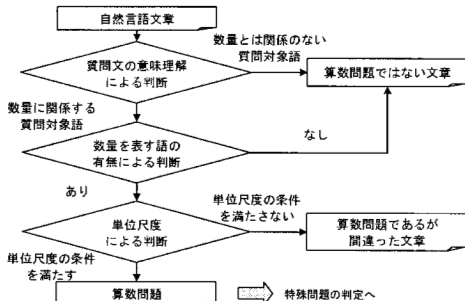 自然言語文章
数量とは関係のない
質問対象語
質問文の意味理解
による判断
算数問題ではない文章
数量に関係する
質問対象語
なし
数量を表す語の
有無による判断
あり
単位尺度の条件
を満たさない
単位尺度
による判断
算数問題であるが
間違った文章
単位尺度の条件
を満たす
算数問題
特殊問題の判定へ